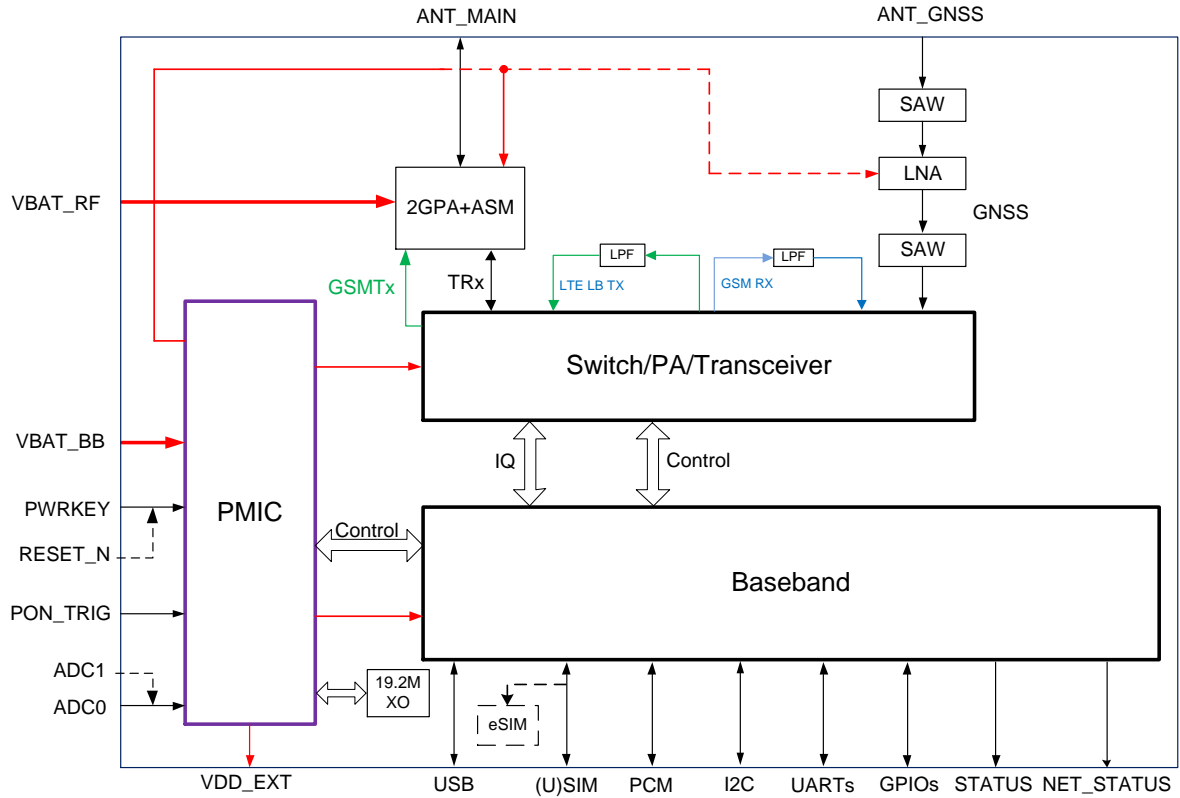 ANT_MAIN
ANT_GNSS
SAW
LNA
GNSS
SAW
VBAT_RF
2GPA+ASM
LPF
LPF
GSMTx
TRx
LTE LB TX
GSM RX
Switch/PA/Transceiver
VBAT_BB
IQ
Control
PWRKEY
PMIC
RESET_N
Control
Baseband
PON_TRIG
ADC1
ADC0
19.2M
XO
eSIM
VDD_EXT
USB
(U)SIM
PCM
I2C
UARTs
GPIOs
STATUS
NET_STATUS